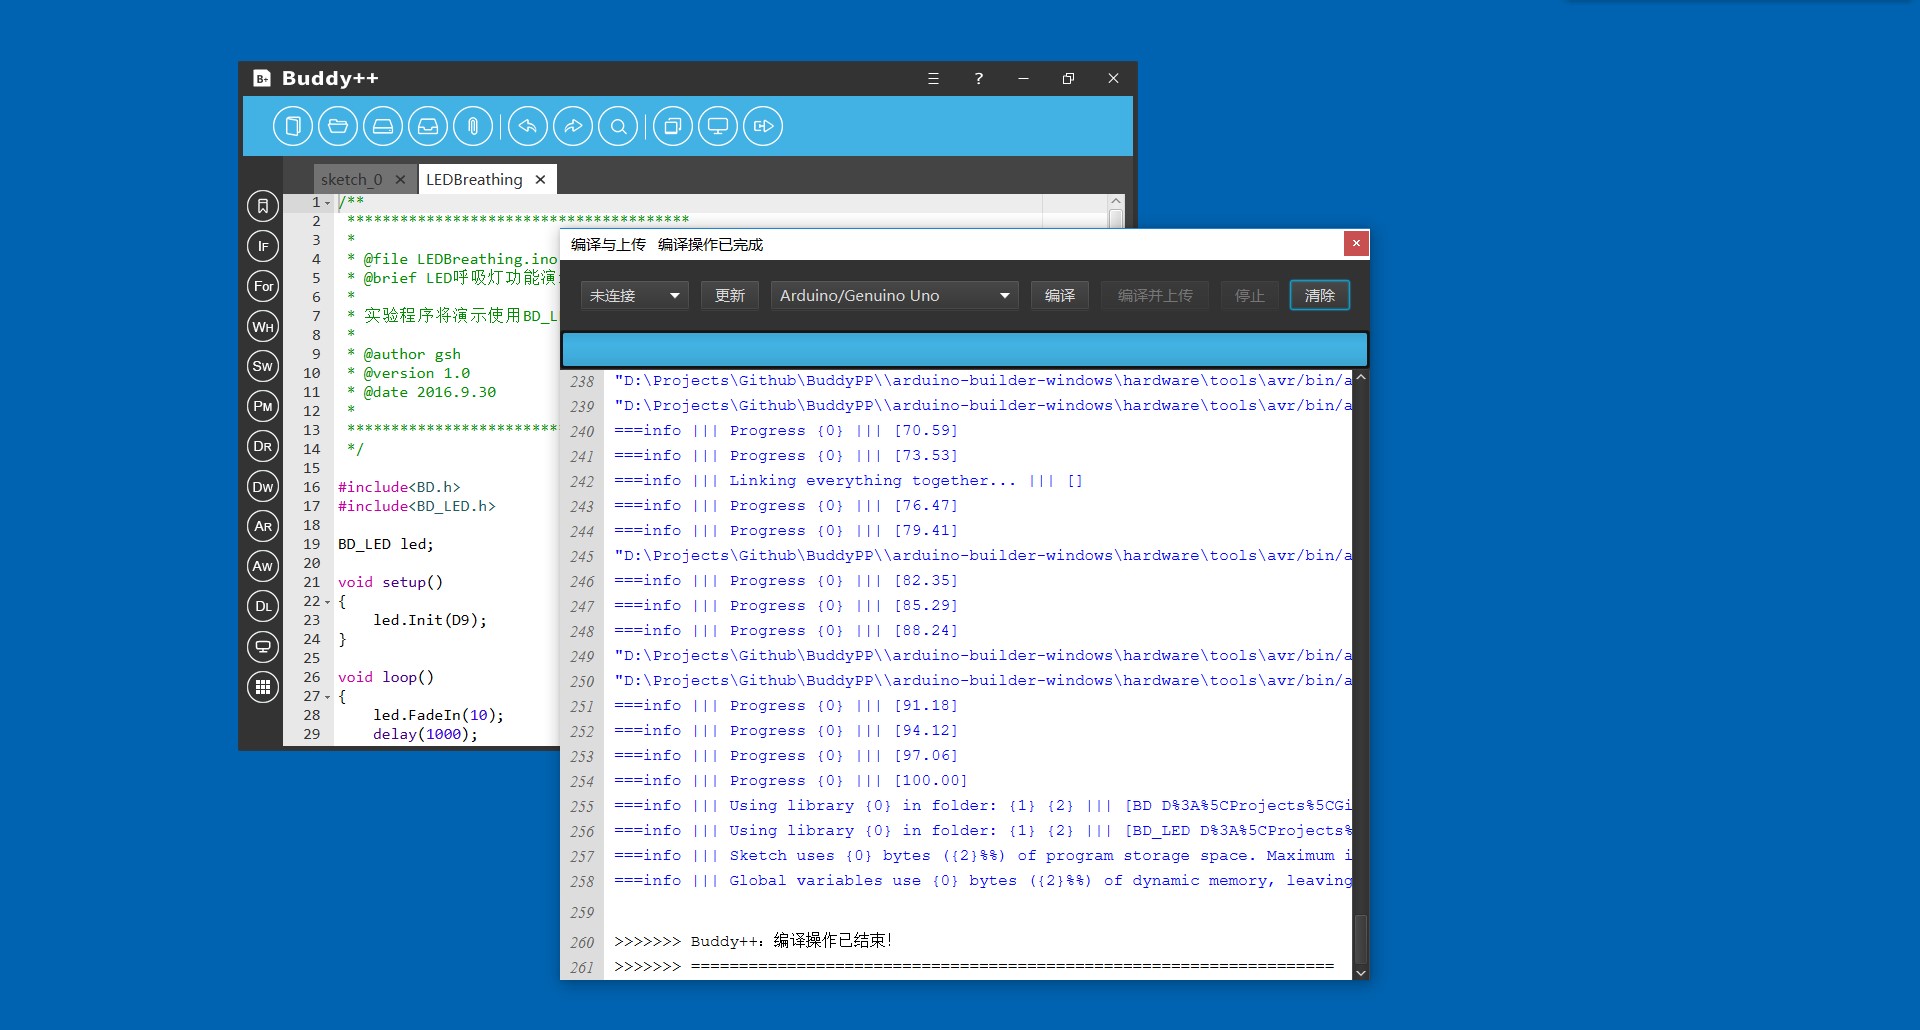 B+ Buddy++
?
sketch_0 LEDBreathing
IF
For
WH
SW
PM
DR
DW
AR
AW
DL
1 /**
2 ***************************************
3 *
4 * @file LEDBreathing.ino
5 * @brief LED呼吸灯功能演
6 *
7 * 实验程序将演示使用BD_L
8 *
9 * @author gsh
10 * @version 1.0
11 * @date 2016.9.30
12 *
13 ************************
14 */
15
16 #include<BD.h>
17 #include<BD_LED.h>
18
19 BD_LED led;
20
21 void setup()
22 {
23 led.Init(D9);
24 }
25
26 void loop()
27 {
28 led.FadeIn(10);
29 delay(1000);
编译与上传 编译操作已完成
未连接 更新 Arduino/Genuino Uno 编译 编译并上传 停止 清除
238 "D:\Projects\Github\BuddyPP\\arduino-builder-windows\hardware\tools\avr/bin/a
239 "D:\Projects\Github\BuddyPP\\arduino-builder-windows\hardware\tools\avr/bin/a
240 ===info ||| Progress {0} ||| [70.59]
241 ===info ||| Progress {0} ||| [73.53]
242 ===info ||| Linking everything together... ||| []
243 ===info ||| Progress {0} ||| [76.47]
244 ===info ||| Progress {0} ||| [79.41]
245 "D:\Projects\Github\BuddyPP\\arduino-builder-windows\hardware\tools\avr/bin/a
246 ===info ||| Progress {0} ||| [82.35]
247 ===info ||| Progress {0} ||| [85.29]
248 ===info ||| Progress {0} ||| [88.24]
249 "D:\Projects\Github\BuddyPP\\arduino-builder-windows\hardware\tools\avr/bin/a
250 "D:\Projects\Github\BuddyPP\\arduino-builder-windows\hardware\tools\avr/bin/a
251 ===info ||| Progress {0} ||| [91.18]
252 ===info ||| Progress {0} ||| [94.12]
253 ===info ||| Progress {0} ||| [97.06]
254 ===info ||| Progress {0} ||| [100.00]
255 ===info ||| Using library {0} in folder: {1} {2} ||| [BD D%3A%5CProjects%5CGi
256 ===info ||| Using library {0} in folder: {1} {2} ||| [BD_LED D%3A%5CProjects%
257 ===info ||| Sketch uses {0} bytes ({2}%%) of program storage space. Maximum i
258 ===info ||| Global variables use {0} bytes ({2}%%) of dynamic memory, leaving
259
260 >>>>>>> Buddy++：编译操作已结束！
261 >>>>>>> ===================================================================